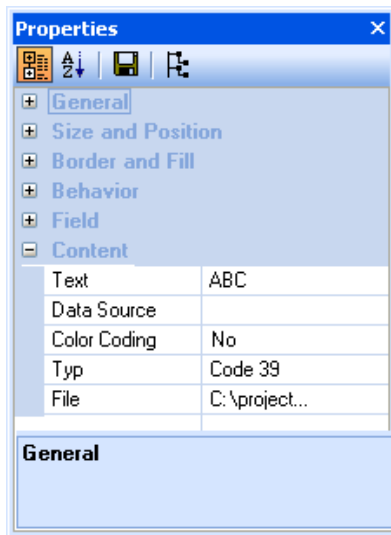 Properties
General
Size and Position
Border and Fill
Behavior
Field
Content
Text ABC
Data Source
Color Coding No
Typ Code 39
File C:\project...
General